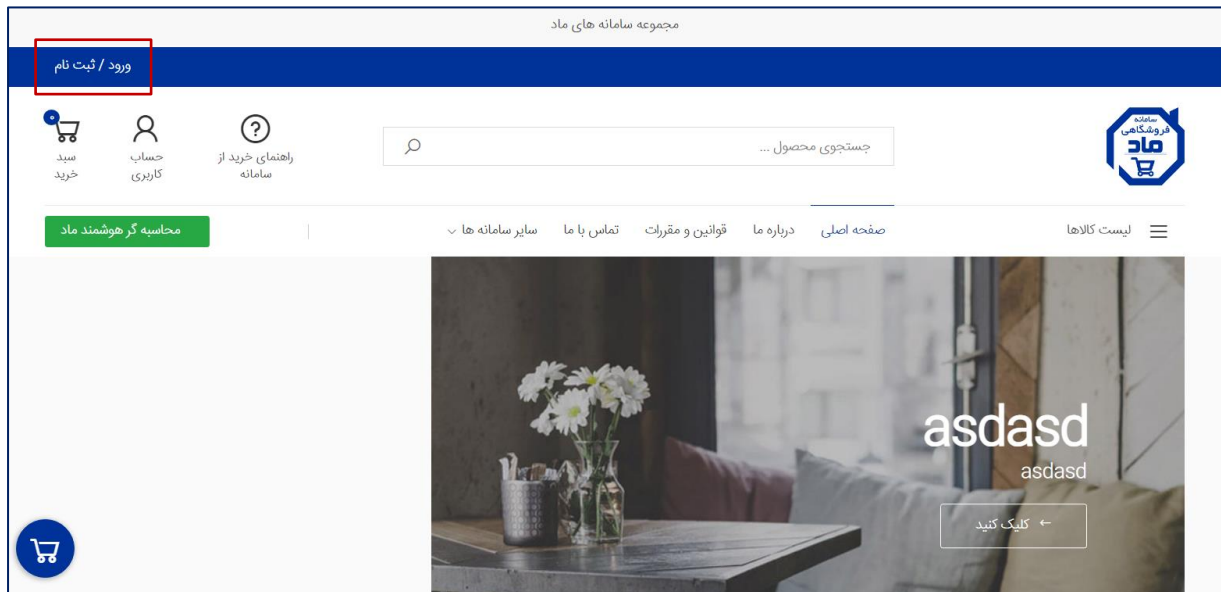 مجموعه سامانه های ماد
ورود / ثبت نام
سامانه
فروشگاهی
ماد
جستجوی محصول ...
راهنمای خرید از
سامانه
حساب
کاربری
۰
سبد
خرید
لیست کالاها
صفحه اصلی
درباره ما
قوانین و مقررات
تماس با ما
سایر سامانه ها
محاسبه گر هوشمند ماد
asdasd
asdasd
← کلیک کنید